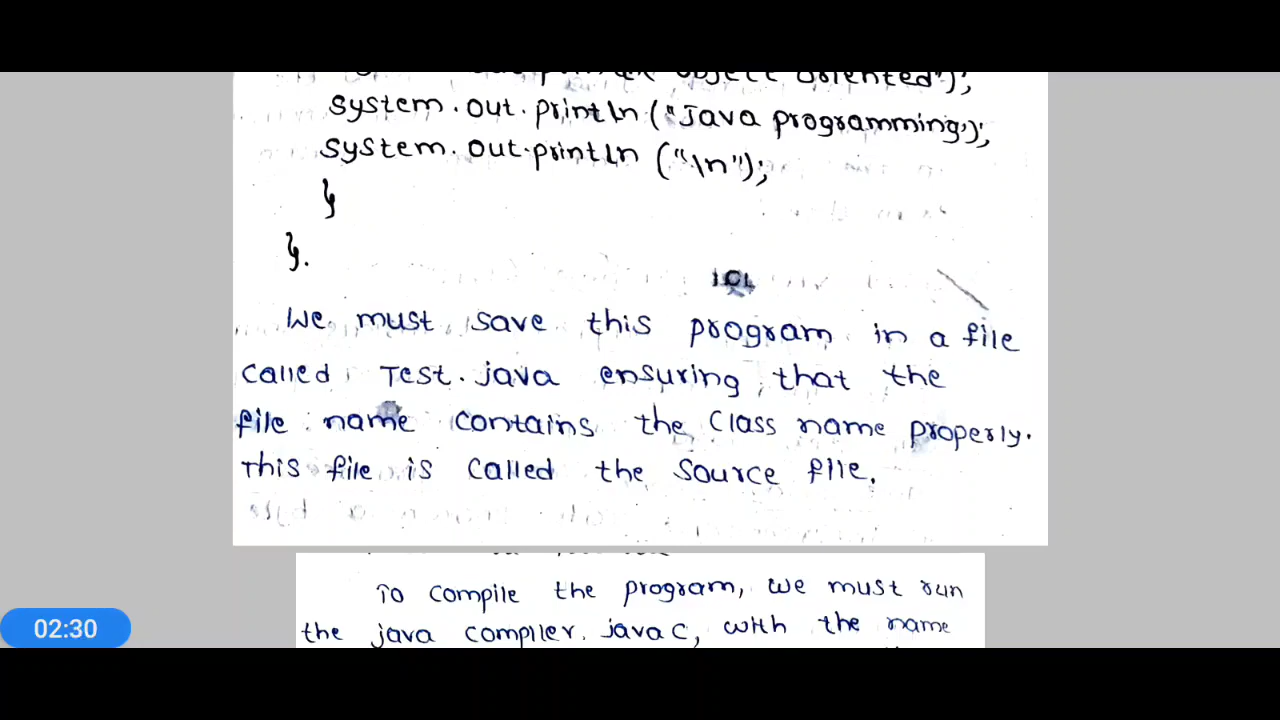 object oriented");
system.out.println ("Java programming");
system.out.println ("\n");
}
}.
We must save this program in a file
called Test.java ensuring that the
file name contains the class name properly.
This file is called the source file.
To compile the program, we must run
the java compiler, javac, with the name
02:30